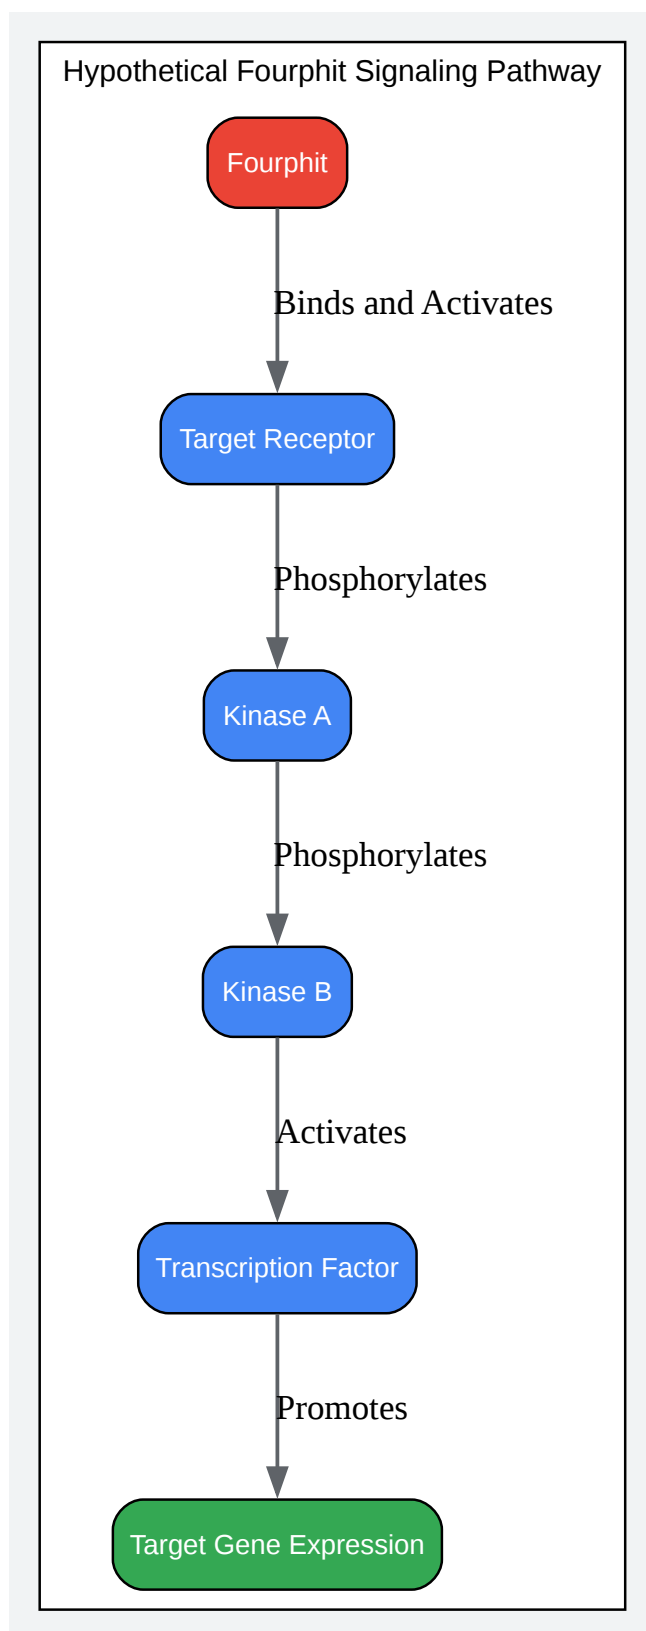 Hypothetical Fourphit Signaling Pathway
Fourphit
Binds and Activates
Target Receptor
Phosphorylates
Kinase A
Phosphorylates
Kinase B
Activates
Transcription Factor
Promotes
Target Gene Expression